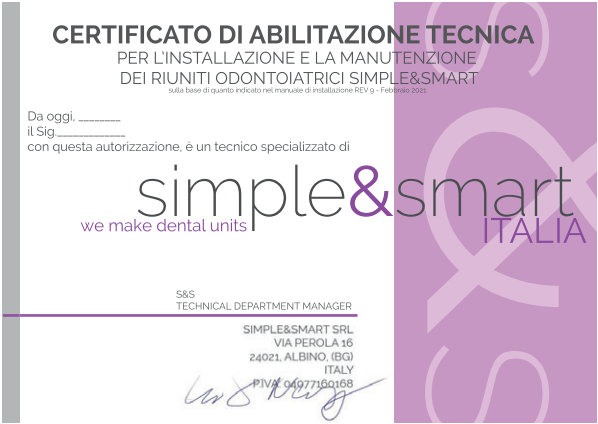 CERTIFICATO DI ABILITAZIONE TECNICA
PER L'INSTALLAZIONE E LA MANUTENZIONE
DEI RIUNITI ODONTOIATRICI SIMPLE&SMART
sulla base di quanto indicato nel manuale di installazione REV 9 - Febbraio 2021
Da oggi, ________
il Sig._____________
con questa autorizzazione, è un tecnico specializzato di
simple&smart
we make dental units
ITALIA
S&S
TECHNICAL DEPARTMENT MANAGER
SIMPLE&SMART SRL
VIA PEROLA 16
24021, ALBINO, (BG)
ITALY
P.IVA. 04077160168